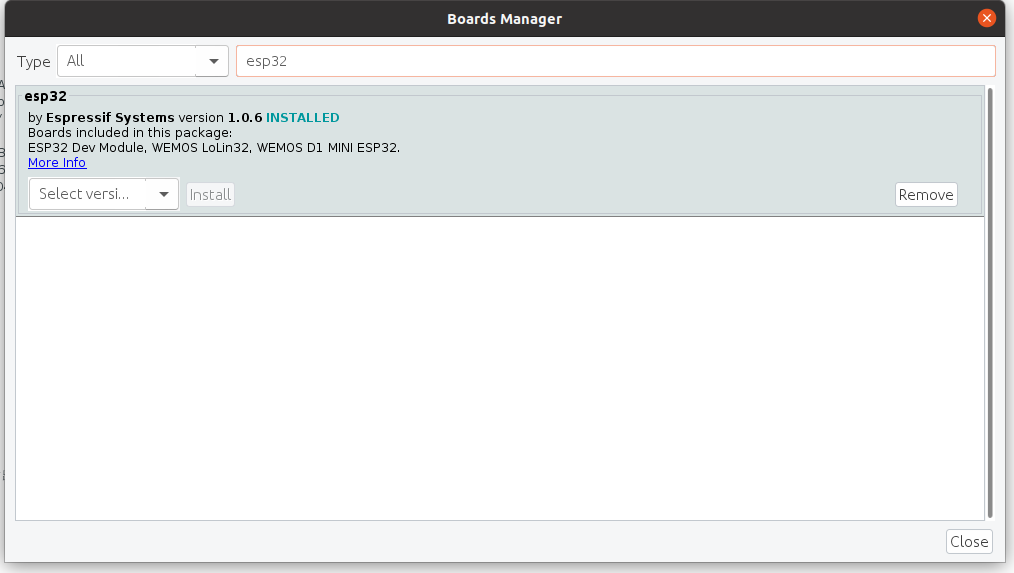 Boards Manager
Type All esp32
esp32
by Espressif Systems version 1.0.6 INSTALLED
Boards included in this package:
ESP32 Dev Module, WEMOS LoLin32, WEMOS D1 MINI ESP32.
More Info
Select versi... Install Remove
Close